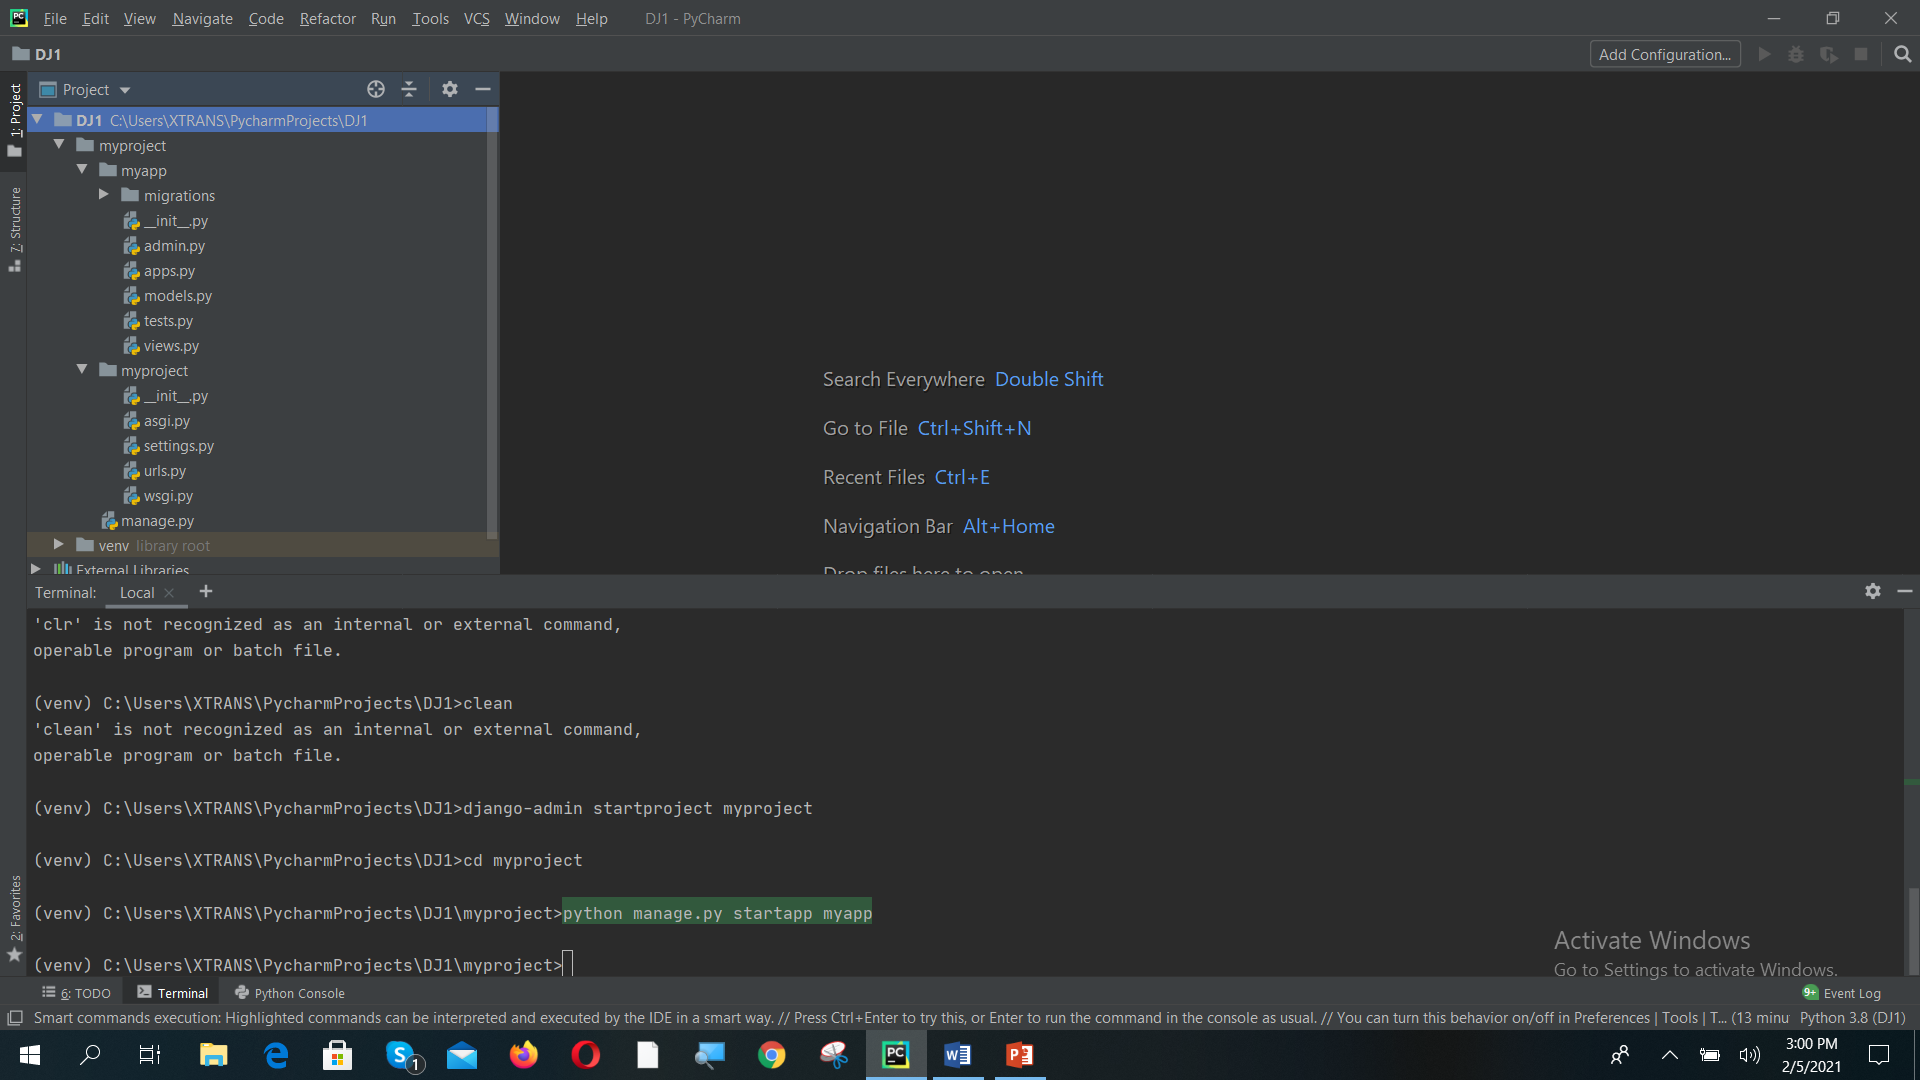 File Edit View Navigate Code Refactor Run Tools VCS Window Help DJ1 - PyCharm
DJ1
Add Configuration...
1: Project
7: Structure
2: Favorites
Project
DJ1 C:\Users\XTRANS\PycharmProjects\DJ1
myproject
myapp
migrations
__init__.py
admin.py
apps.py
models.py
tests.py
views.py
myproject
__init__.py
asgi.py
settings.py
urls.py
wsgi.py
manage.py
venv library root
External Libraries
Search Everywhere Double Shift
Go to File Ctrl+Shift+N
Recent Files Ctrl+E
Navigation Bar Alt+Home
Drop files here to open
Terminal: Local
'clr' is not recognized as an internal or external command,
operable program or batch file.
(venv) C:\Users\XTRANS\PycharmProjects\DJ1>clean
'clean' is not recognized as an internal or external command,
operable program or batch file.
(venv) C:\Users\XTRANS\PycharmProjects\DJ1>django-admin startproject myproject
(venv) C:\Users\XTRANS\PycharmProjects\DJ1>cd myproject
(venv) C:\Users\XTRANS\PycharmProjects\DJ1\myproject>python manage.py startapp myapp
(venv) C:\Users\XTRANS\PycharmProjects\DJ1\myproject>
Activate Windows
Go to Settings to activate Windows.
6: TODO Terminal Python Console 9+ Event Log
Smart commands execution: Highlighted commands can be interpreted and executed by the IDE in a smart way. // Press Ctrl+Enter to try this, or Enter to run the command in the console as usual. // You can turn this behavior on/off in Preferences | Tools | T... (13 minu Python 3.8 (DJ1)
1
3:00 PM
2/5/2021